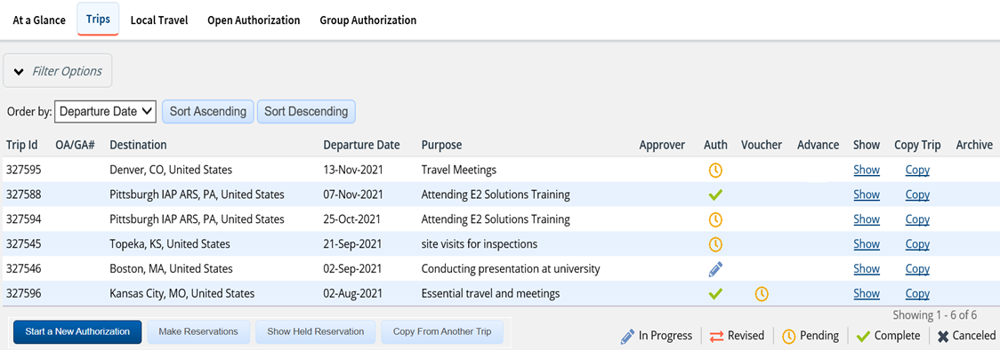 At a Glance Trips Local Travel Open Authorization Group Authorization
Filter Options
Order by: Departure Date Sort Ascending Sort Descending
Trip Id OA/GA# Destination Departure Date Purpose Approver Auth Voucher Advance Show Copy Trip Archive
327595 Denver, CO, United States 13-Nov-2021 Travel Meetings Show Copy
327588 Pittsburgh IAP ARS, PA, United States 07-Nov-2021 Attending E2 Solutions Training Show Copy
327594 Pittsburgh IAP ARS, PA, United States 25-Oct-2021 Attending E2 Solutions Training Show Copy
327545 Topeka, KS, United States 21-Sep-2021 site visits for inspections Show Copy
327546 Boston, MA, United States 02-Sep-2021 Conducting presentation at university Show Copy
327596 Kansas City, MO, United States 02-Aug-2021 Essential travel and meetings Show Copy
Showing 1 - 6 of 6
Start a New Authorization Make Reservations Show Held Reservation Copy From Another Trip In Progress Revised Pending Complete Canceled